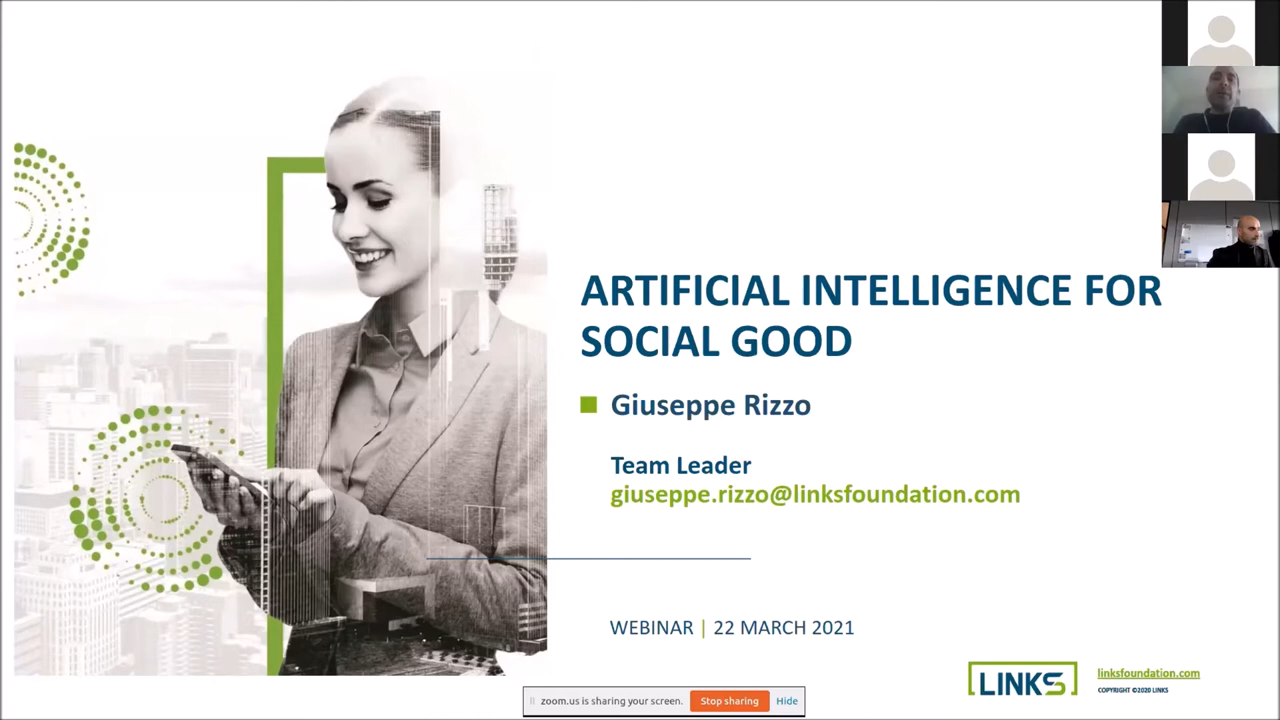 ARTIFICIAL INTELLIGENCE FOR
SOCIAL GOOD
Giuseppe Rizzo
Team Leader
giuseppe.rizzo@linksfoundation.com
WEBINAR | 22 MARCH 2021
LINKS
linksfoundation.com
COPYRIGHT ©2020 LINKS
zoom.us is sharing your screen. Stop sharing Hide